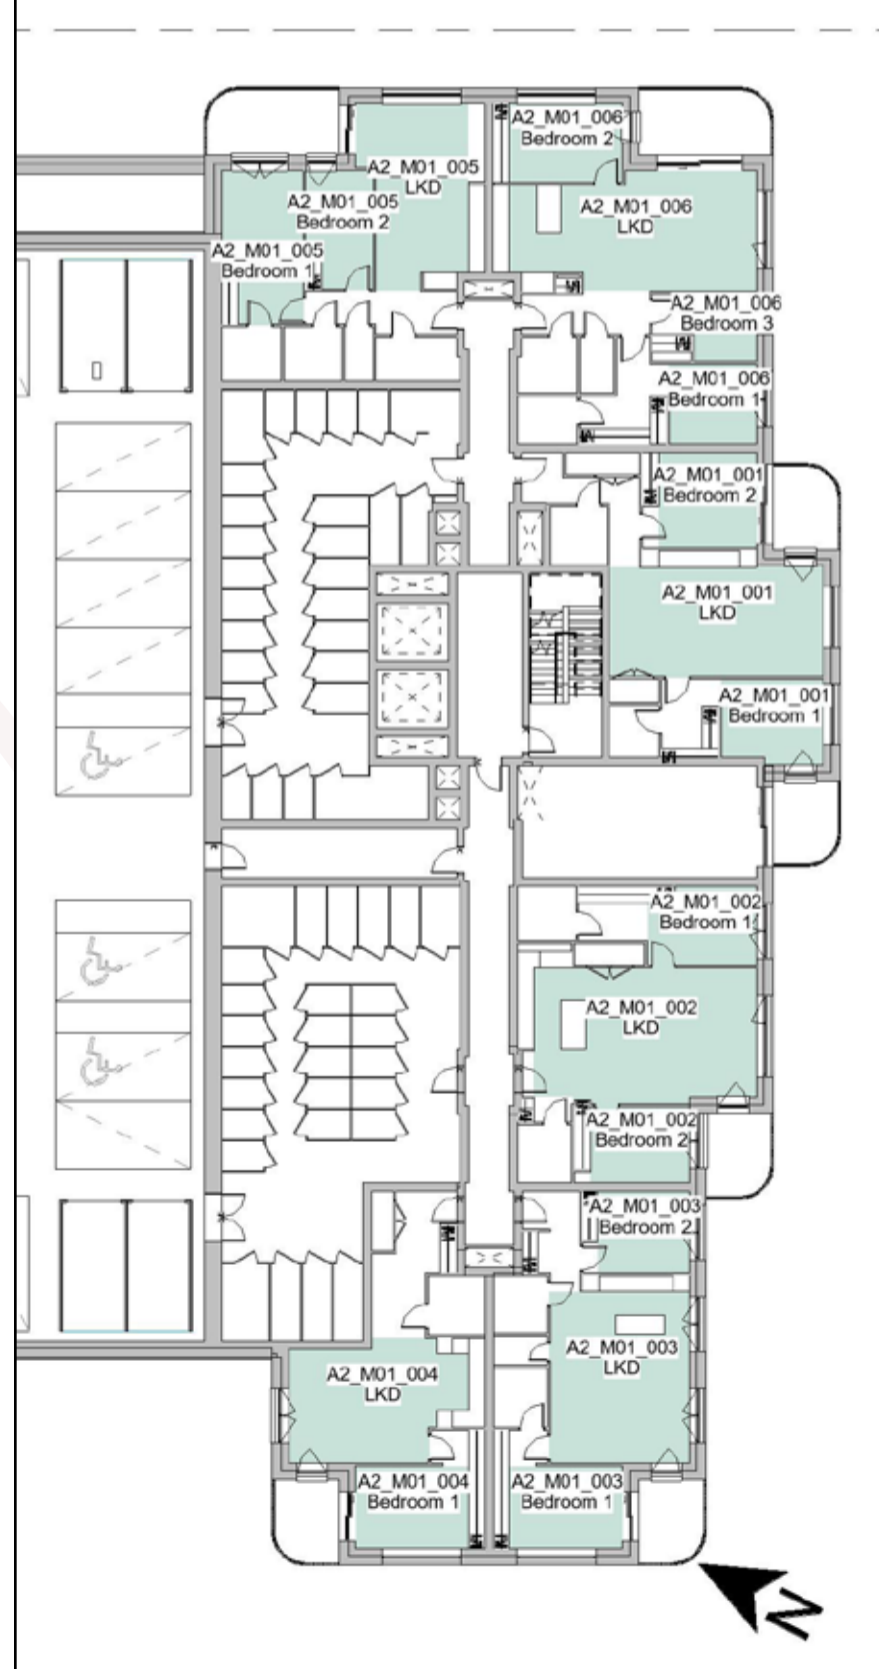 A2_M01_006
Bedroom 2
A2_M01_005
LKD
A2_M01_005
Bedroom 2
A2_M01_006
LKD
A2_M01_005
Bedroom 1
A2_M01_006
Bedroom 3
A2_M01_006
Bedroom 1
A2_M01_001
Bedroom 2
A2_M01_001
LKD
A2_M01_001
Bedroom 1
A2_M01_002
Bedroom 1
A2_M01_002
LKD
A2_M01_002
Bedroom 2
A2_M01_003
Bedroom 2
A2_M01_003
LKD
A2_M01_004
LKD
A2_M01_004
Bedroom 1
A2_M01_003
Bedroom 1
N